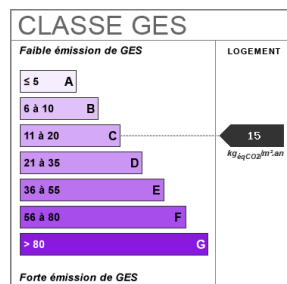 CLASSE GES
Faible émission de GES
LOGEMENT
≤ 5 A
6 à 10 B
11 à 20 C
15
kgéqCO2/m².an
21 à 35 D
36 à 55 E
56 à 80 F
> 80 G
Forte émission de GES